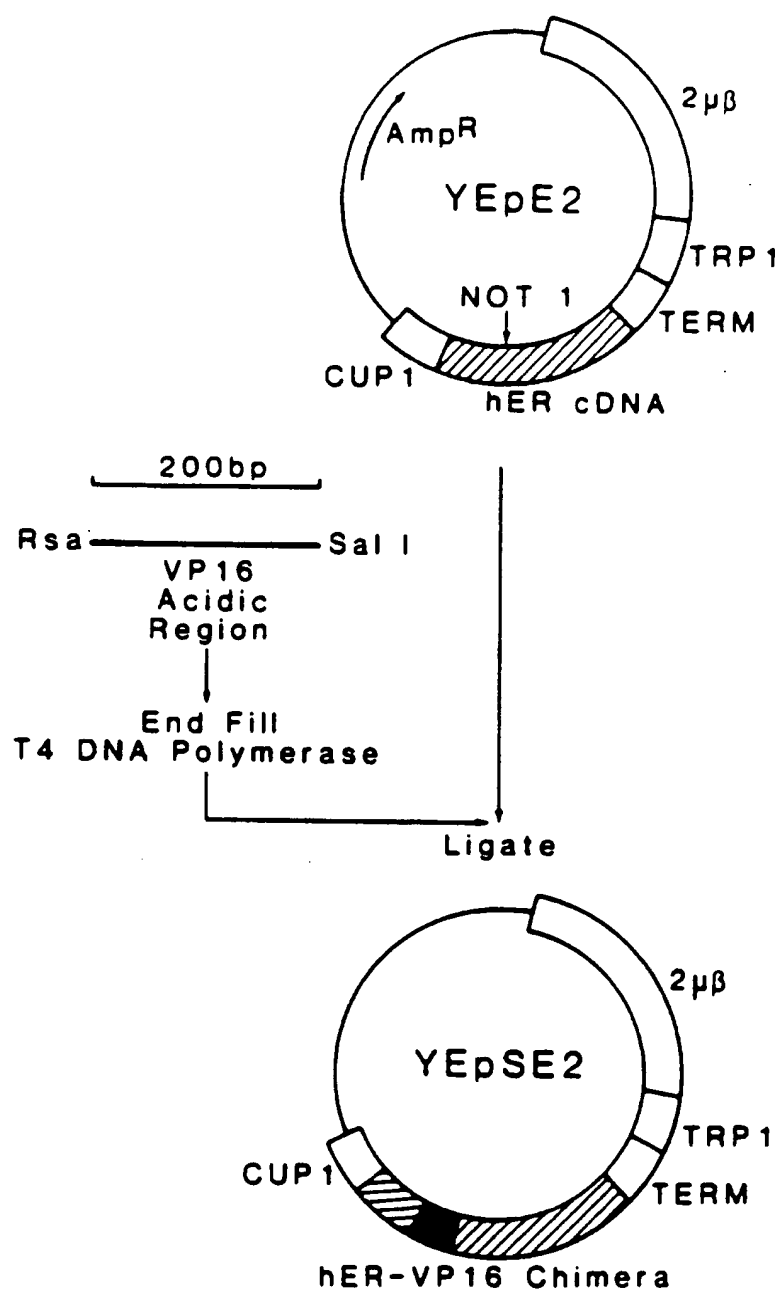 2µβ
AmpR
YEpE2
TRP1
NOT 1
TERM
CUP1
hER cDNA
200bp
Rsa
Sal I
VP16
Acidic
Region
End Fill
T4 DNA Polymerase
Ligate
2µβ
YEpSE2
TRP1
CUP1
TERM
hER-VP16 Chimera